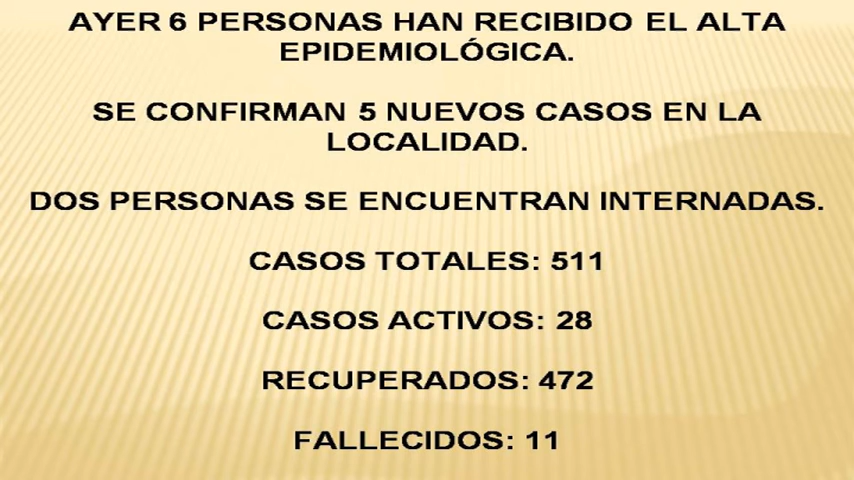 AYER 6 PERSONAS HAN RECIBIDO EL ALTA
EPIDEMIOLÓGICA.
SE CONFIRMAN 5 NUEVOS CASOS EN LA
LOCALIDAD.
DOS PERSONAS SE ENCUENTRAN INTERNADAS.
CASOS TOTALES: 511
CASOS ACTIVOS: 28
RECUPERADOS: 472
FALLECIDOS: 11